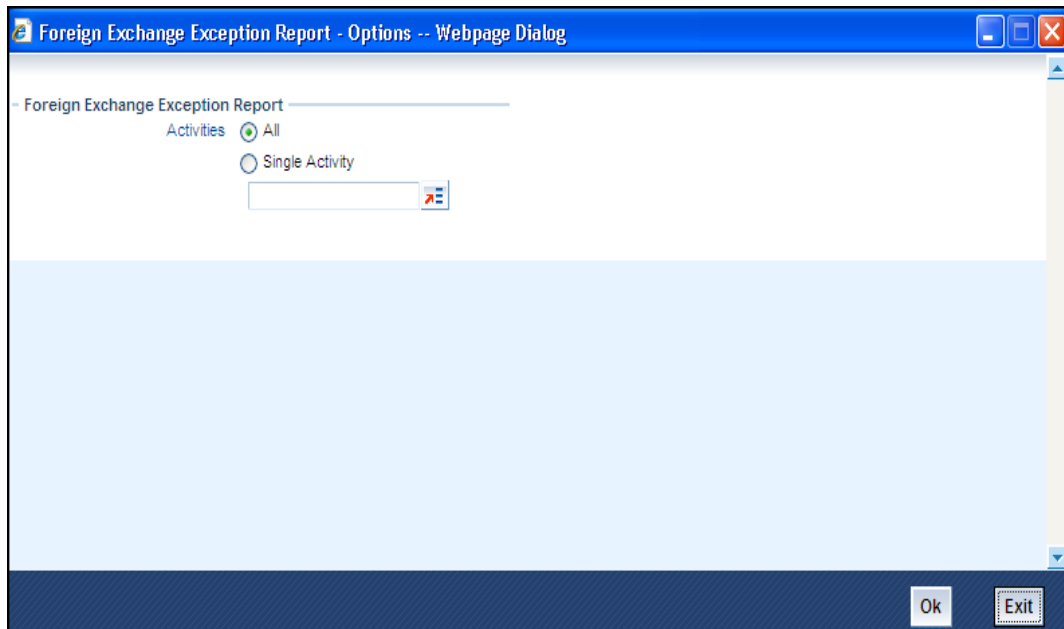 Foreign Exchange Exception Report - Options -- Webpage Dialog
Foreign Exchange Exception Report
Activities All
Single Activity
Ok Exit